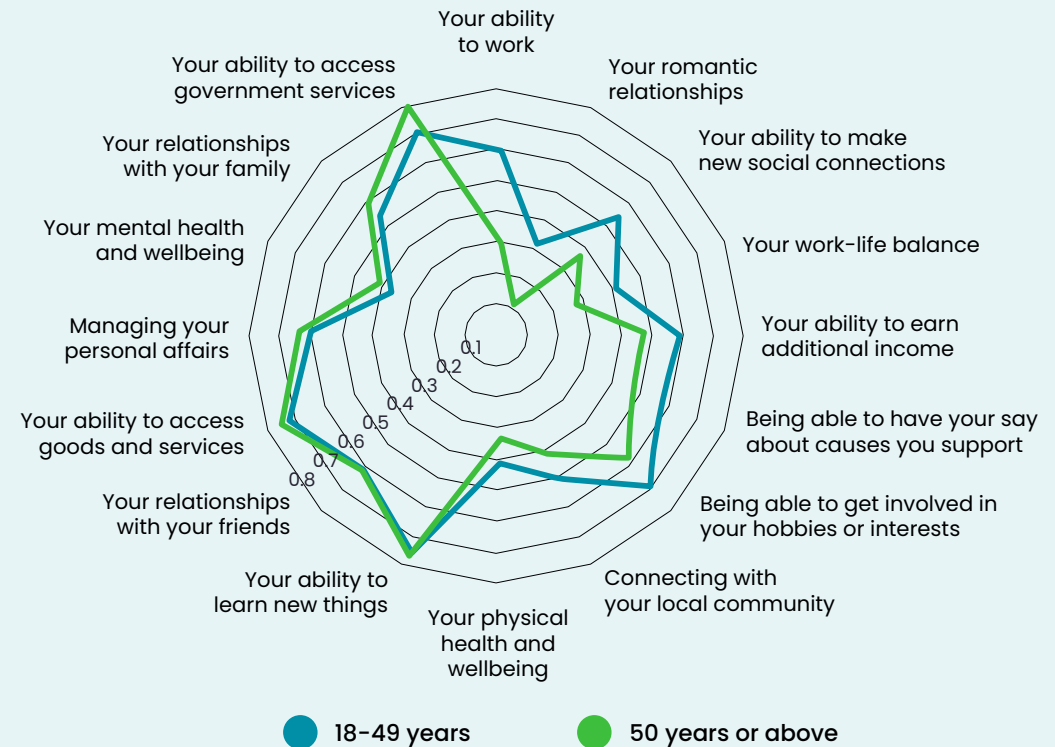 Your ability
to work
Your romantic
relationships
Your ability to make
new social connections
Your work-life balance
Your ability to earn
additional income
Being able to have your say
about causes you support
Being able to get involved in
your hobbies or interests
Connecting with
your local community
Your physical
health and
wellbeing
Your ability to
learn new things
Your relationships
with your friends
Your ability to access
goods and services
Managing your
personal affairs
Your mental health
and wellbeing
Your relationships
with your family
Your ability to access
government services
0.1
0.2
0.3
0.4
0.5
0.6
0.7
0.8
18-49 years
50 years or above